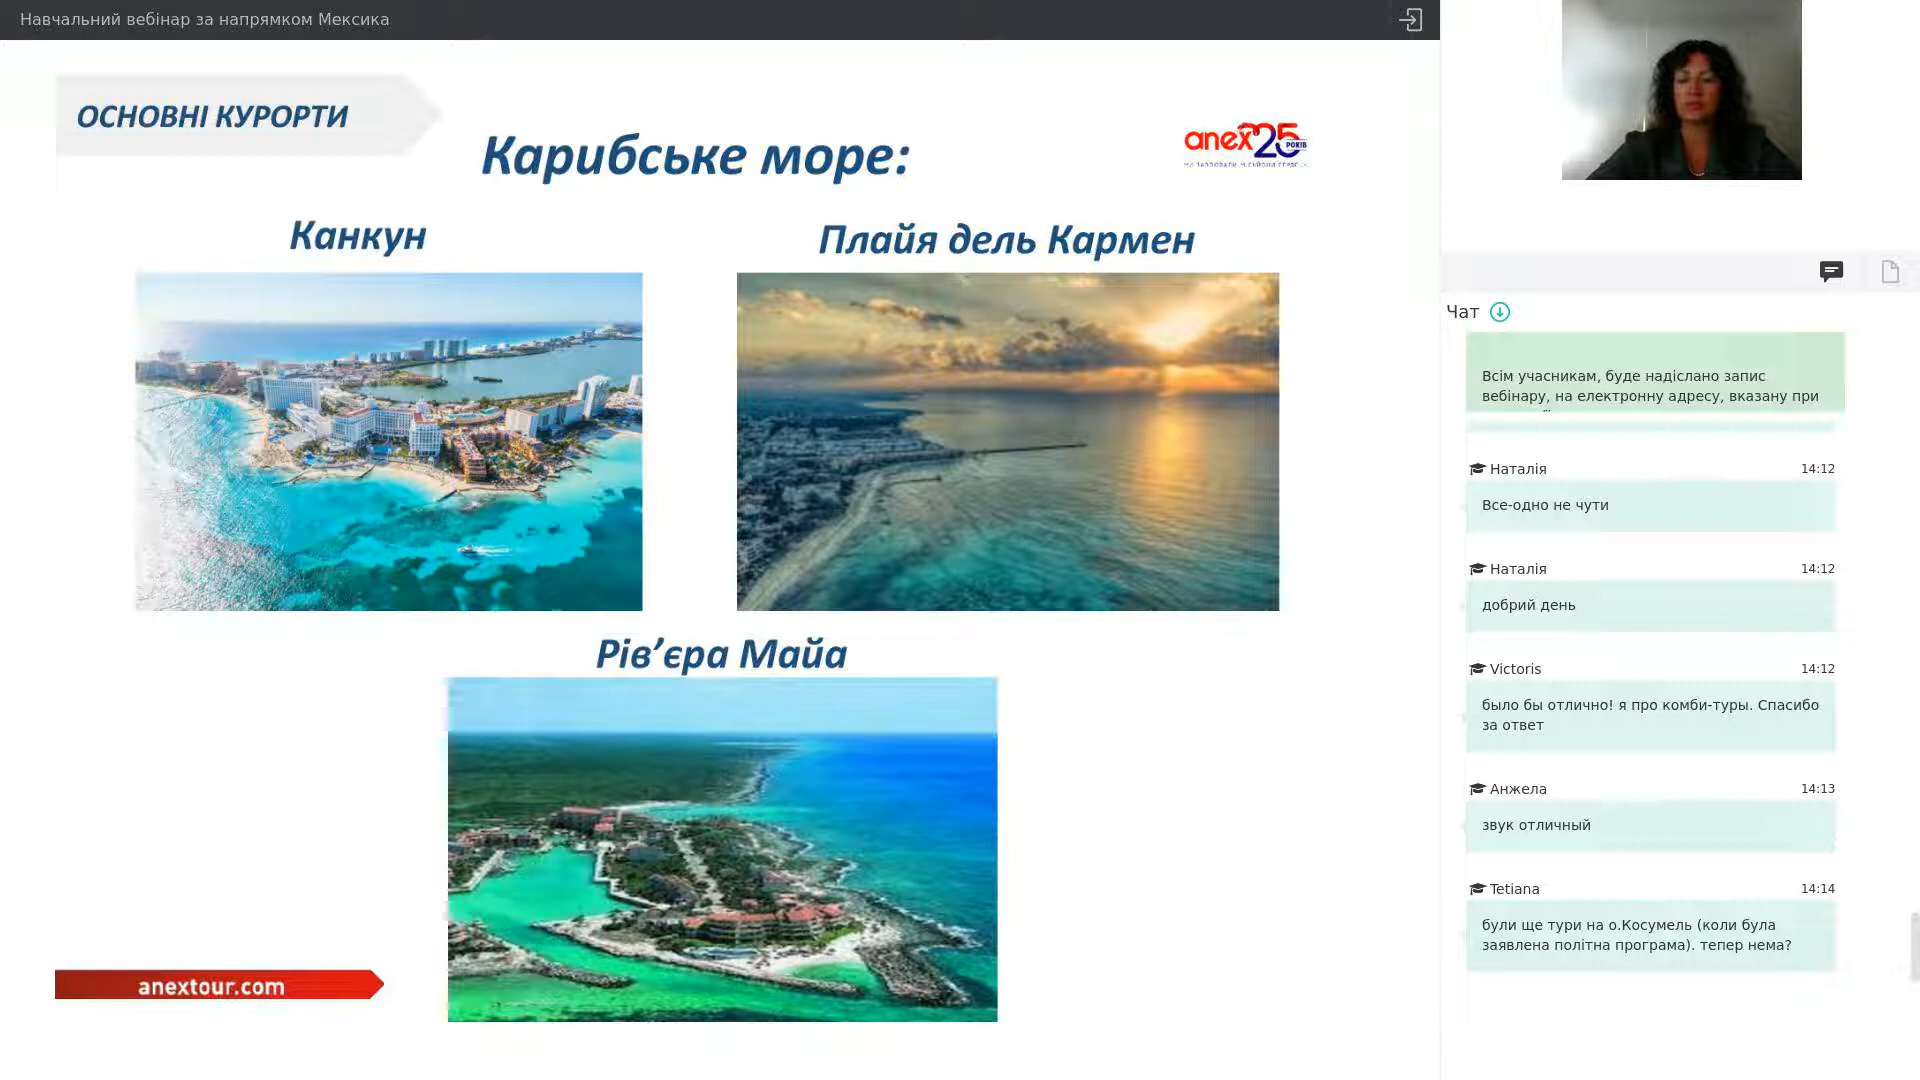 Навчальний вебінар за напрямком Мексика
ОСНОВНІ КУРОРТИ
Карибське море:
anex25
РОКІВ
Канкун
Плайя дель Кармен
Рів’єра Майа
anextour.com
Чат
Всім учасникам, буде надіслано запис
вебінару, на електронну адресу, вказану при
Наталія 14:12
Все-одно не чути
Наталія 14:12
добрий день
Victoris 14:12
было бы отлично! я про комби-туры. Спасибо
за ответ
Анжела 14:13
звук отличный
Tetiana 14:14
були ще тури на о.Косумель (коли була
заявлена політна програма). тепер нема?